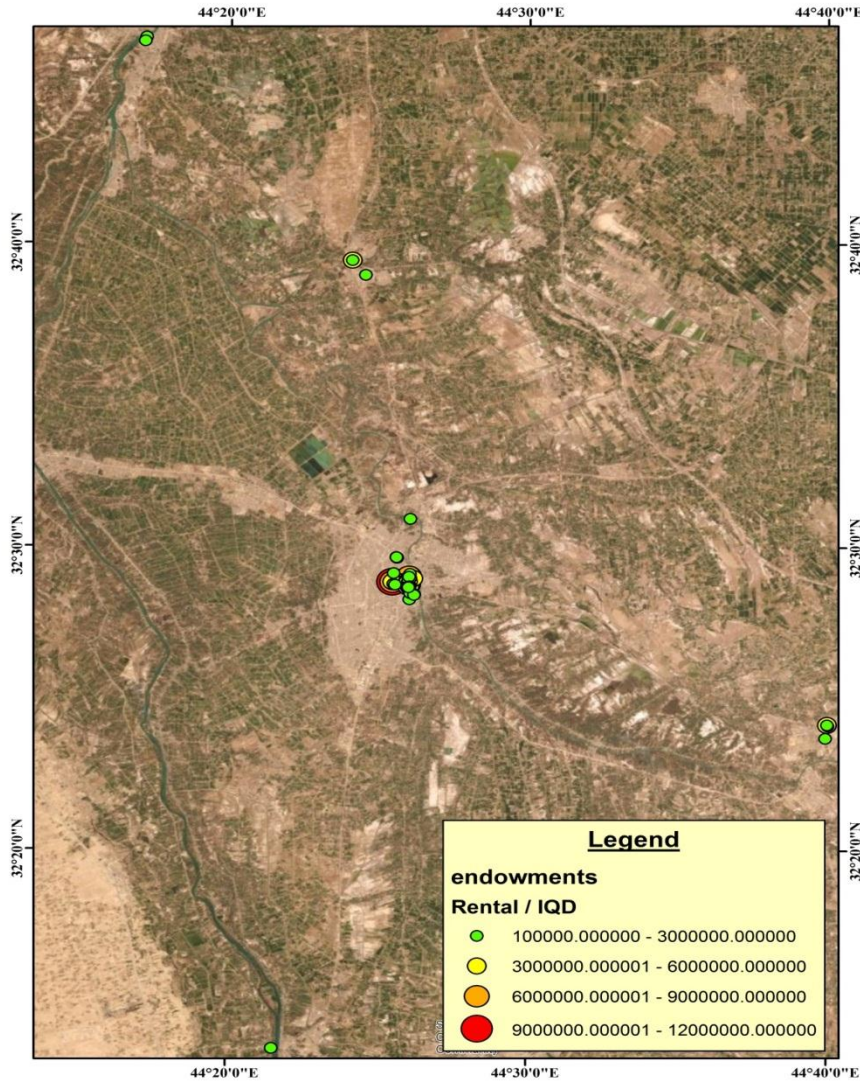 44°20'0"E 44°30'0"E 44°40'0"E
32°40'0"N 32°40'0"N
32°30'0"N 32°30'0"N
32°20'0"N 32°20'0"N
Legend
endowments
Rental / IQD
100000.000000 - 3000000.000000
3000000.000001 - 6000000.000000
6000000.000001 - 9000000.000000
9000000.000001 - 12000000.000000
44°20'0"E 44°30'0"E 44°40'0"E